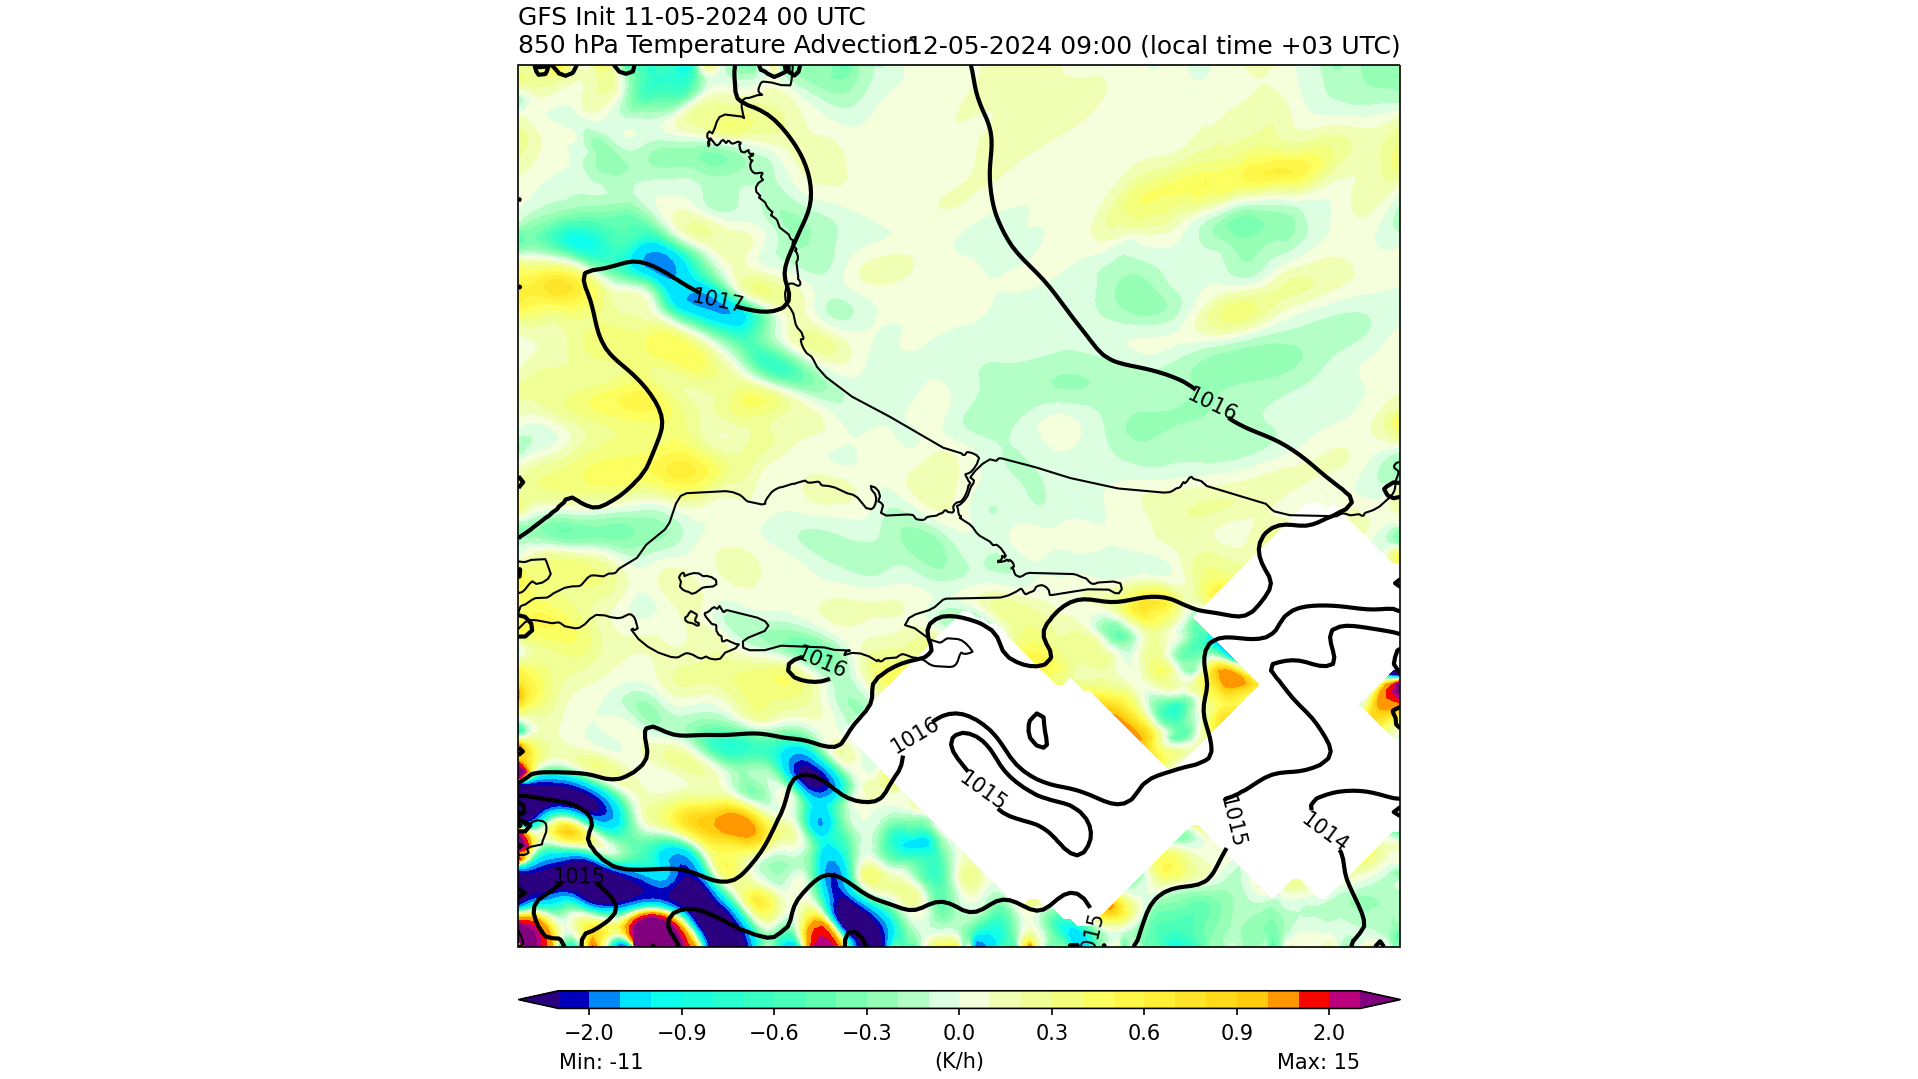 GFS Init 11-05-2024 00 UTC
850 hPa Temperature Advection
12-05-2024 09:00 (local time +03 UTC)
1017
1016
1016
1016
1015
1015
1014
1015
1015
−2.0 −0.9 −0.6 −0.3 0.0 0.3 0.6 0.9 2.0
Min: -11 (K/h) Max: 15